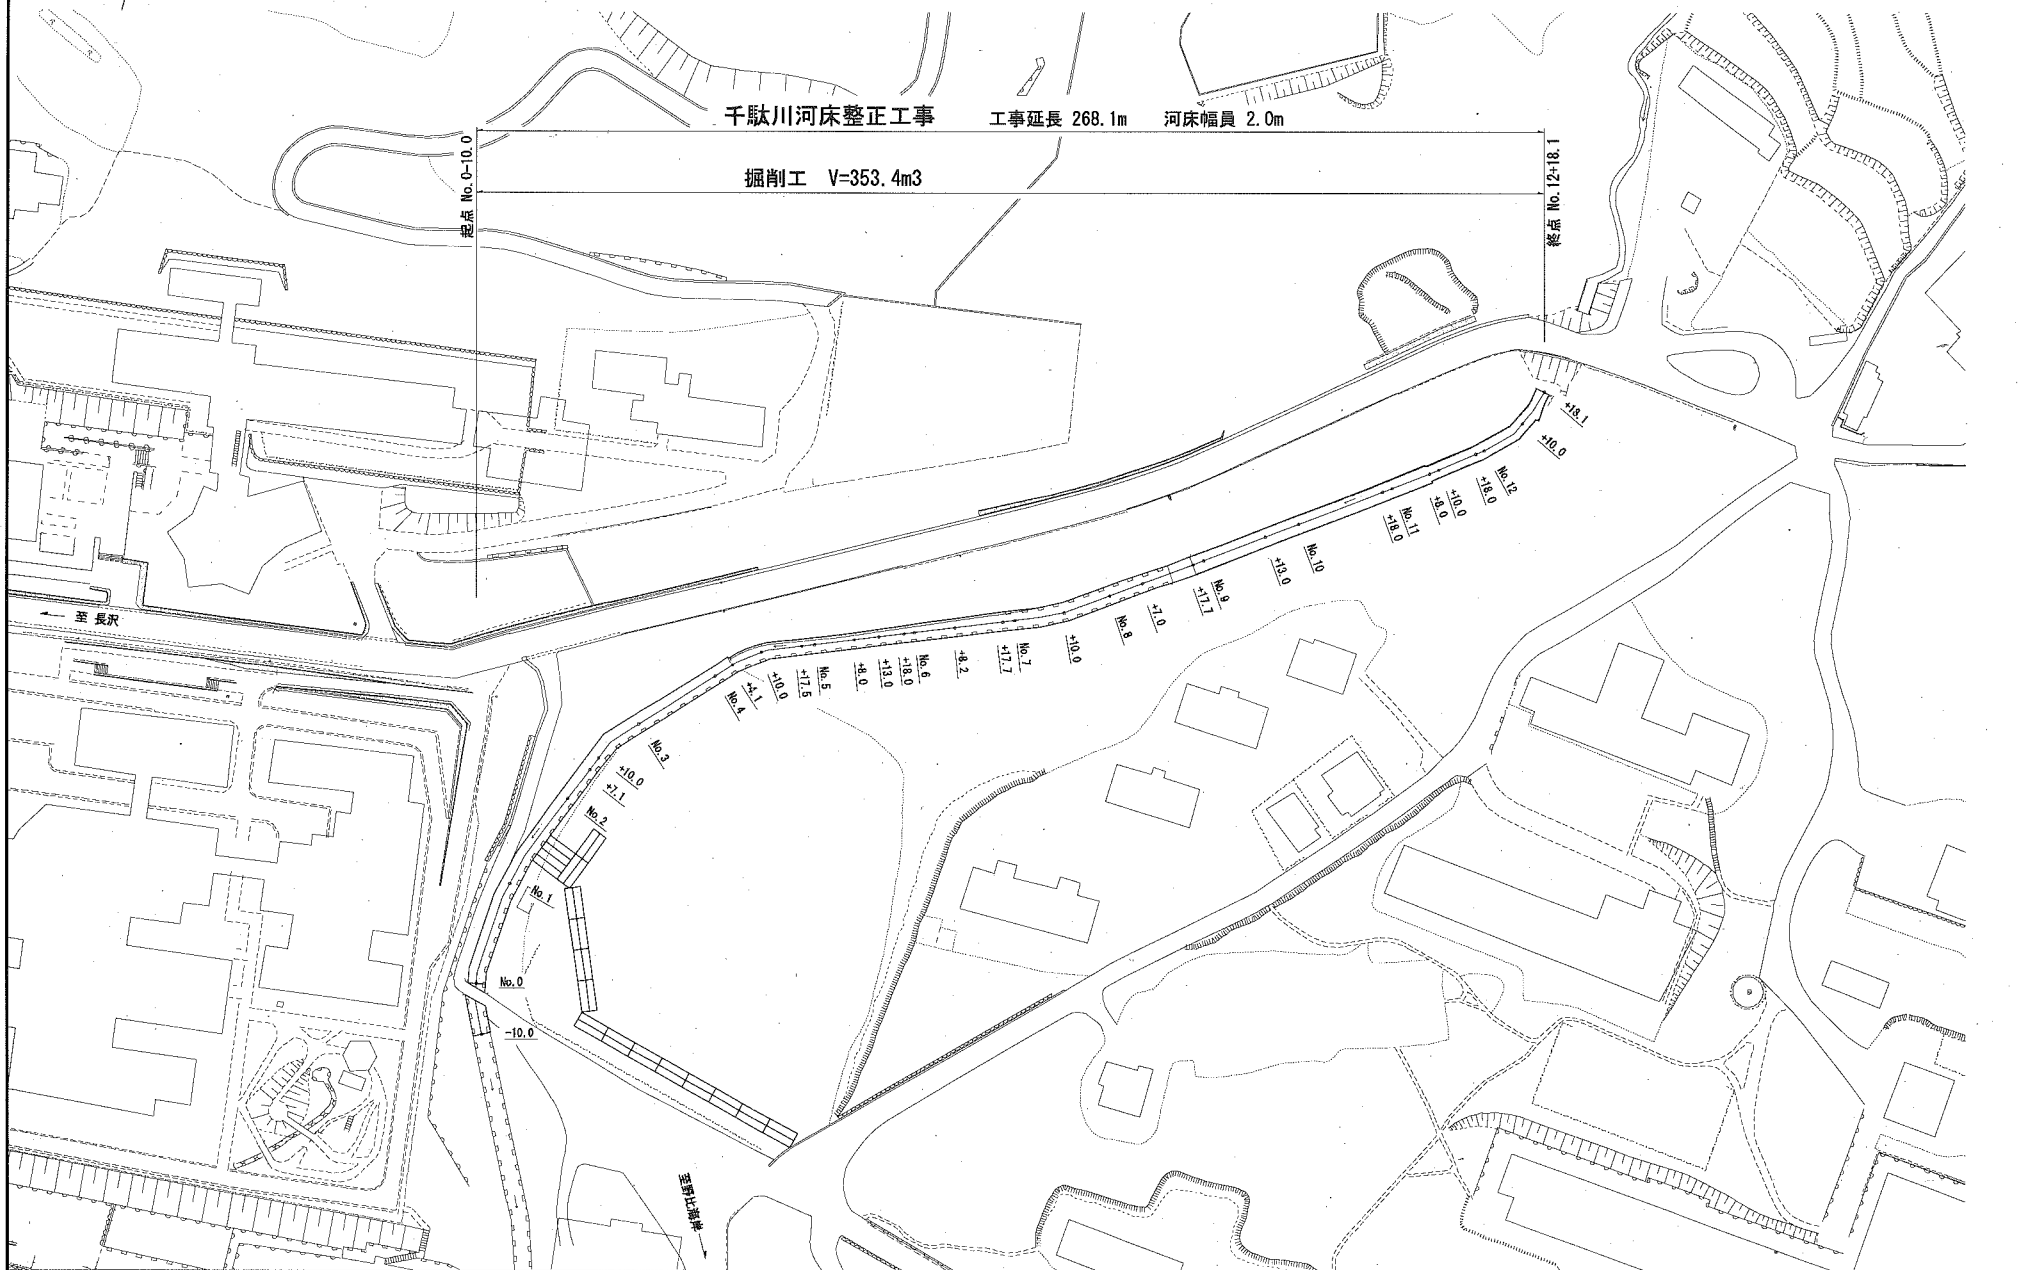 千駄川河床整正工事 工事延長 268.1m 河床幅員 2.0m
掘削工 V=353.4m3
起点 No.0-10.0
終点 No.12+18.1
至 長沢
+18.1
+10.0
No.12
+18.0
+10.0
+8.0
No.11
+18.0
No.10
+13.0
No.9
+17.7
+7.0
No.8
+10.0
No.7
+17.7
+8.2
No.6
+18.0
+13.0
+8.0
No.5
+17.5
+10.0
+4.1
No.4
No.3
+10.0
+7.1
No.2
No.1
No.0
-10.0
至野比海岸